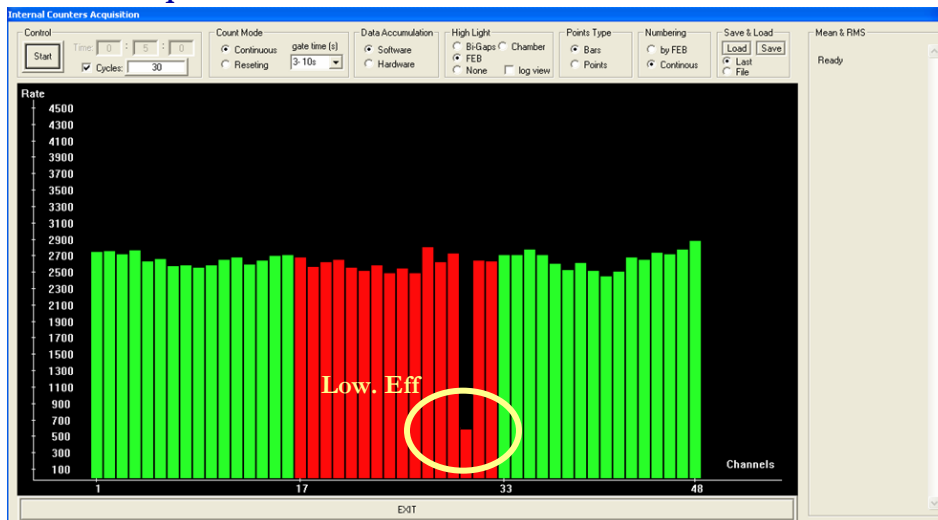 Internal Counters Acquisition
Control
Start
Time: 0 : 5 : 0
Cycles: 30
Count Mode
Continuous
Reseting
gate time (s)
3- 10s
Data Accumulation
Software
Hardware
High Light
Bi-Gaps Chamber
FEB
None log view
Points Type
Bars
Points
Numbering
by FEB
Continous
Save & Load
Load Save
Last
File
Mean & RMS
Ready
Rate
4500
4300
4100
3900
3700
3500
3300
3100
2900
2700
2500
2300
2100
1900
1700
1500
1300
1100
900
700
500
300
100
Low. Eff
Channels
1 17 33 48
EXIT